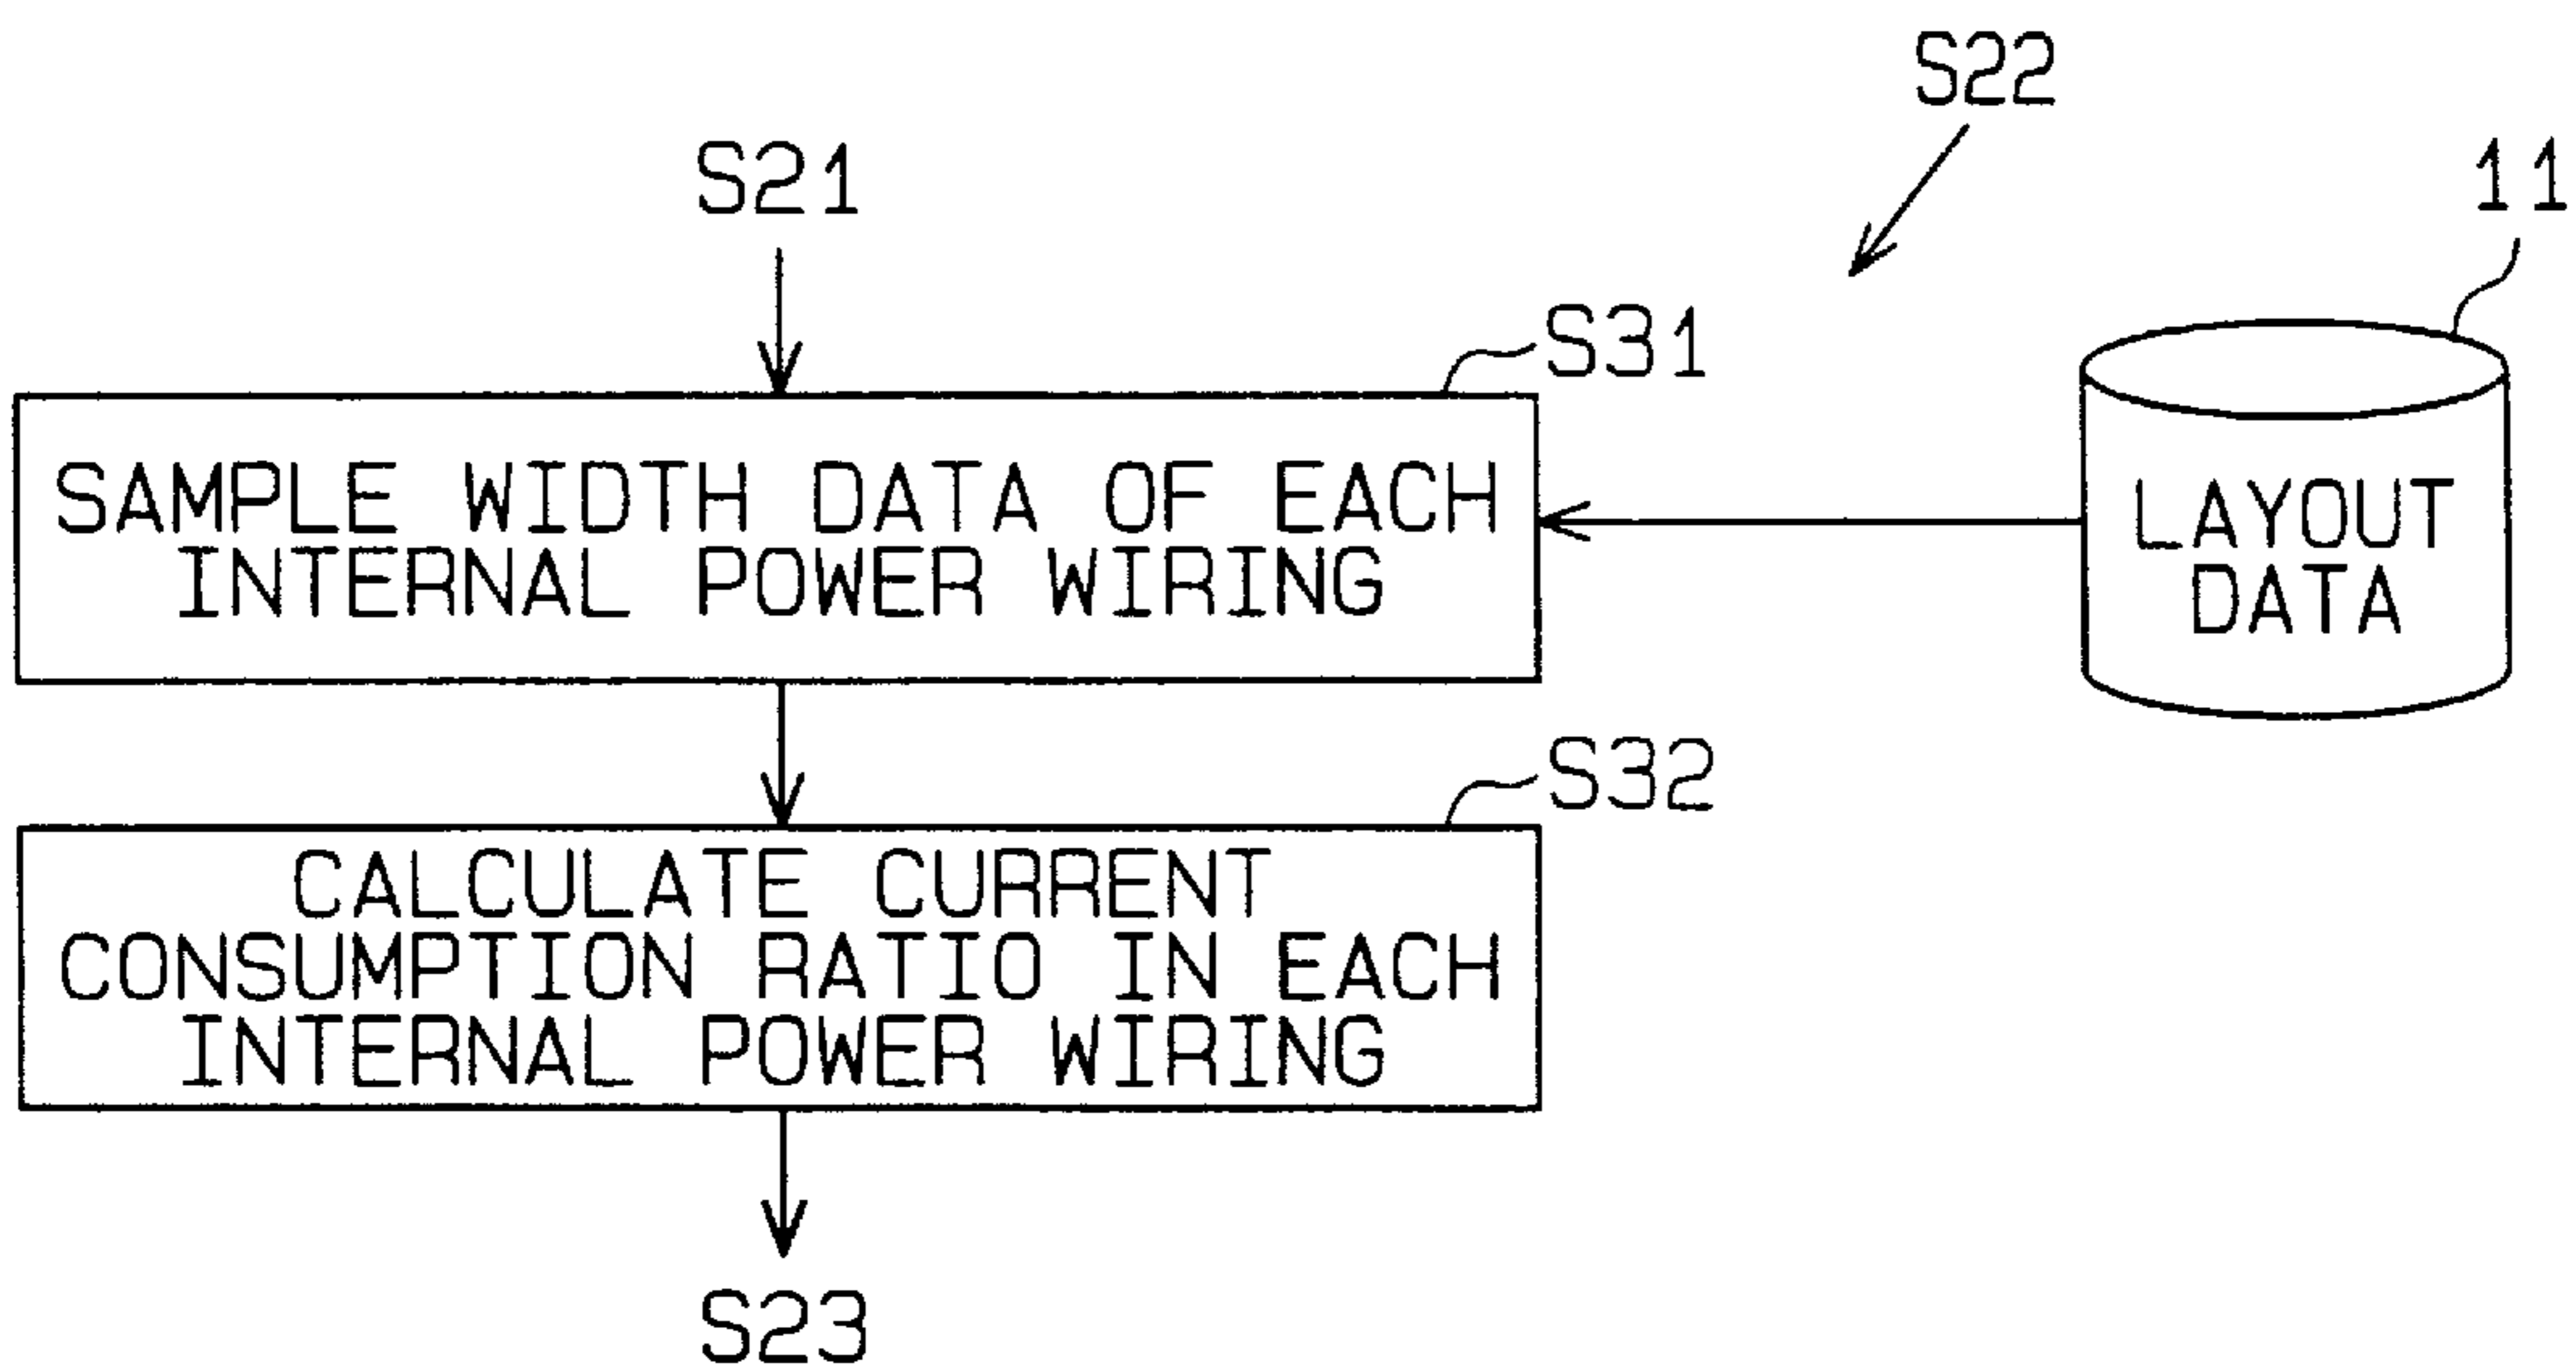 S22
S21
11
S31
SAMPLE WIDTH DATA OF EACH
INTERNAL POWER WIRING
LAYOUT
DATA
S32
CALCULATE CURRENT
CONSUMPTION RATIO IN EACH
INTERNAL POWER WIRING
S23